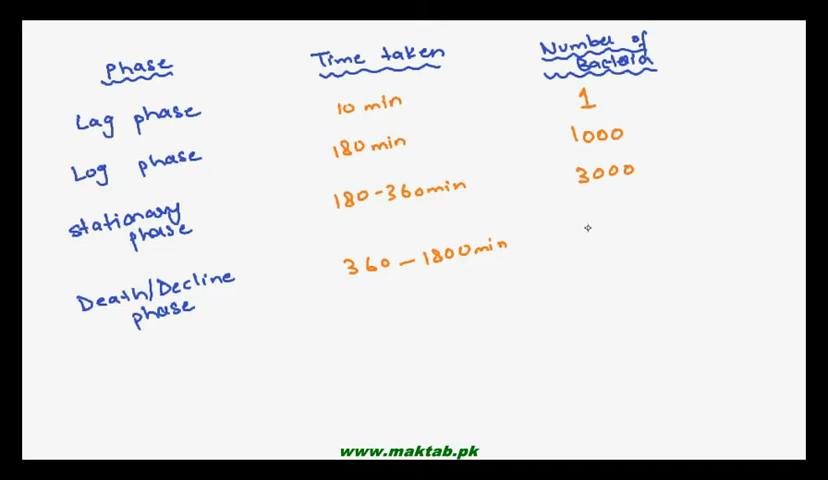 Phase Time taken Number of
Bacteria
Lag phase 10 min 1
Log phase 180 min 1000
stationary 180-360min 3000
phase
Death/Decline 360-1800min
phase
www.maktab.pk